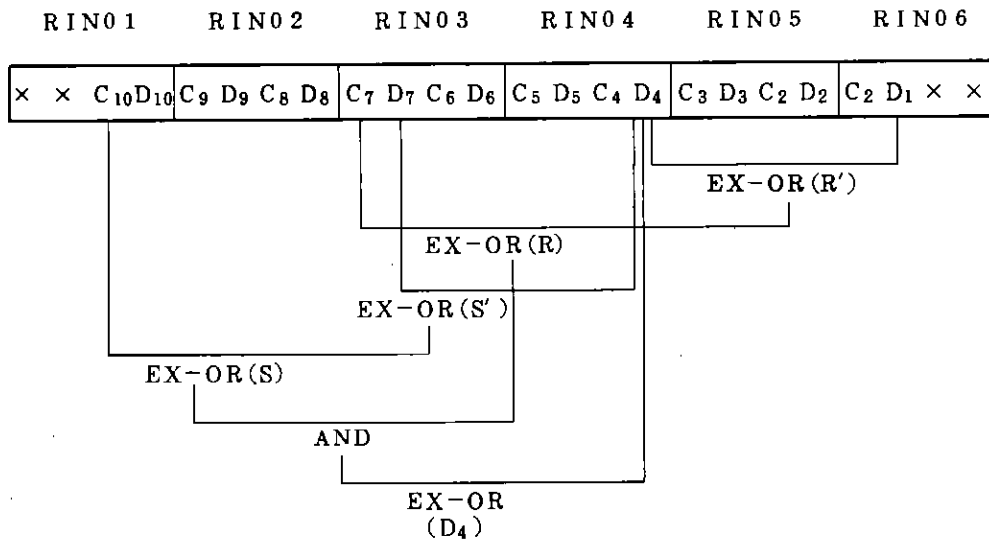 RIN01 RIN02 RIN03 RIN04 RIN05 RIN06
× × C₁₀D₁₀ C₉ D₉ C₈ D₈ C₇ D₇ C₆ D₆ C₅ D₅ C₄ D₄ C₃ D₃ C₂ D₂ C₂ D₁ × ×
EX-OR(R′)
EX-OR(R)
EX-OR(S′)
EX-OR(S)
AND
EX-OR
(D₄)